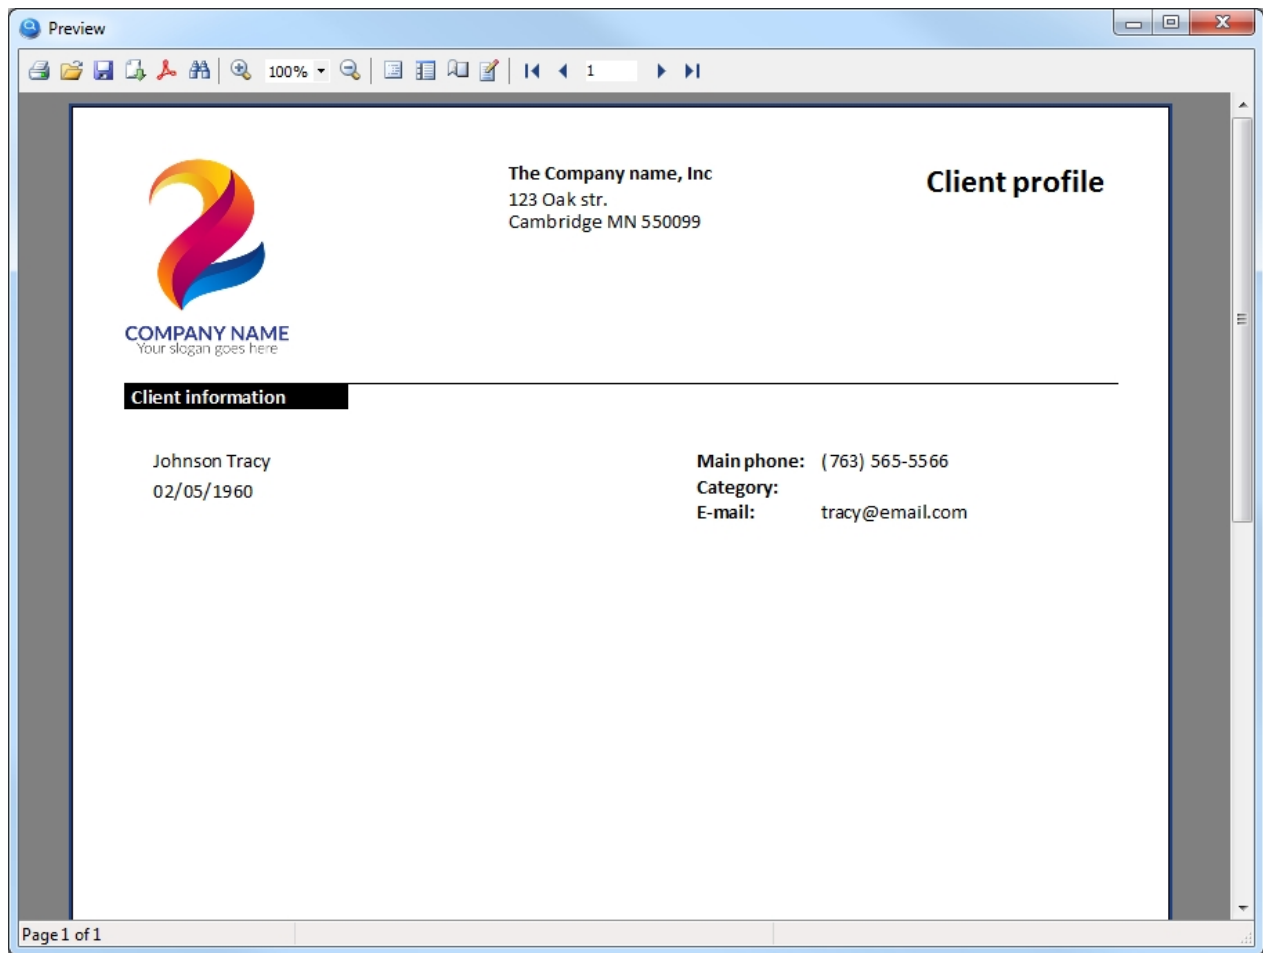 Preview
100%
1
The Company name, Inc
123 Oak str.
Cambridge MN 550099
Client profile
COMPANY NAME
Your slogan goes here
Client information
Johnson Tracy
02/05/1960
Main phone: (763) 565-5566
Category:
E-mail: tracy@email.com
Page 1 of 1